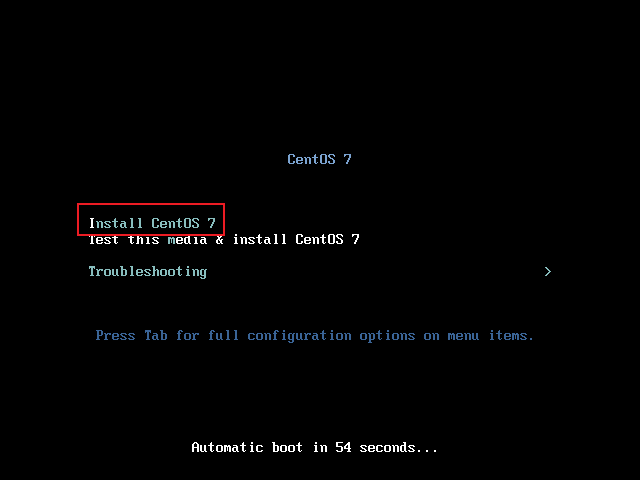 CentOS 7
Install CentOS 7
Test this media & install CentOS 7
Troubleshooting >
Press Tab for full configuration options on menu items.
Automatic boot in 54 seconds...